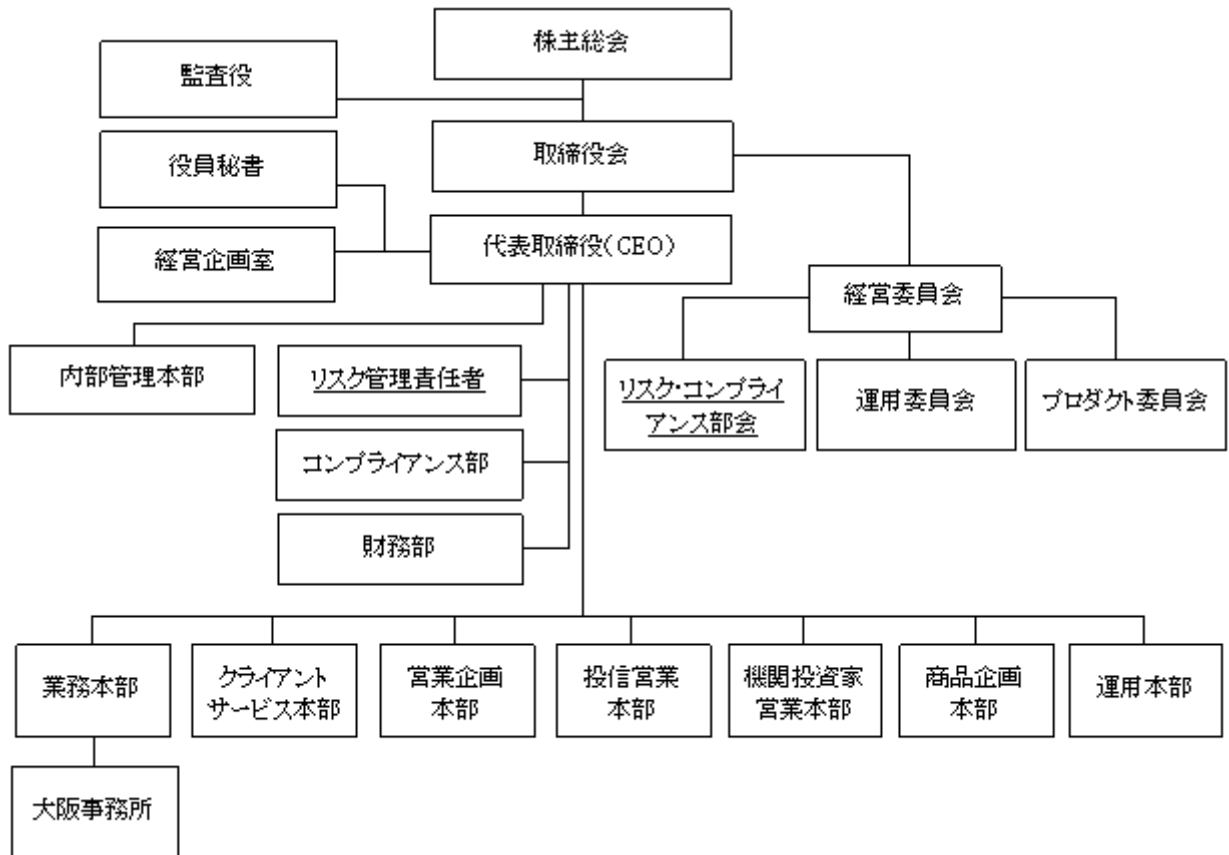 株主総会
監査役
取締役会
役員秘書
代表取締役(CEO)
経営企画室
経営委員会
内部管理本部
リスク管理責任者
リスク・コンプライ
アンス部会
運用委員会
プロダクト委員会
コンプライアンス部
財務部
業務本部
クライアント
サービス本部
営業企画
本部
投信営業
本部
機関投資家
営業本部
商品企画
本部
運用本部
大阪事務所